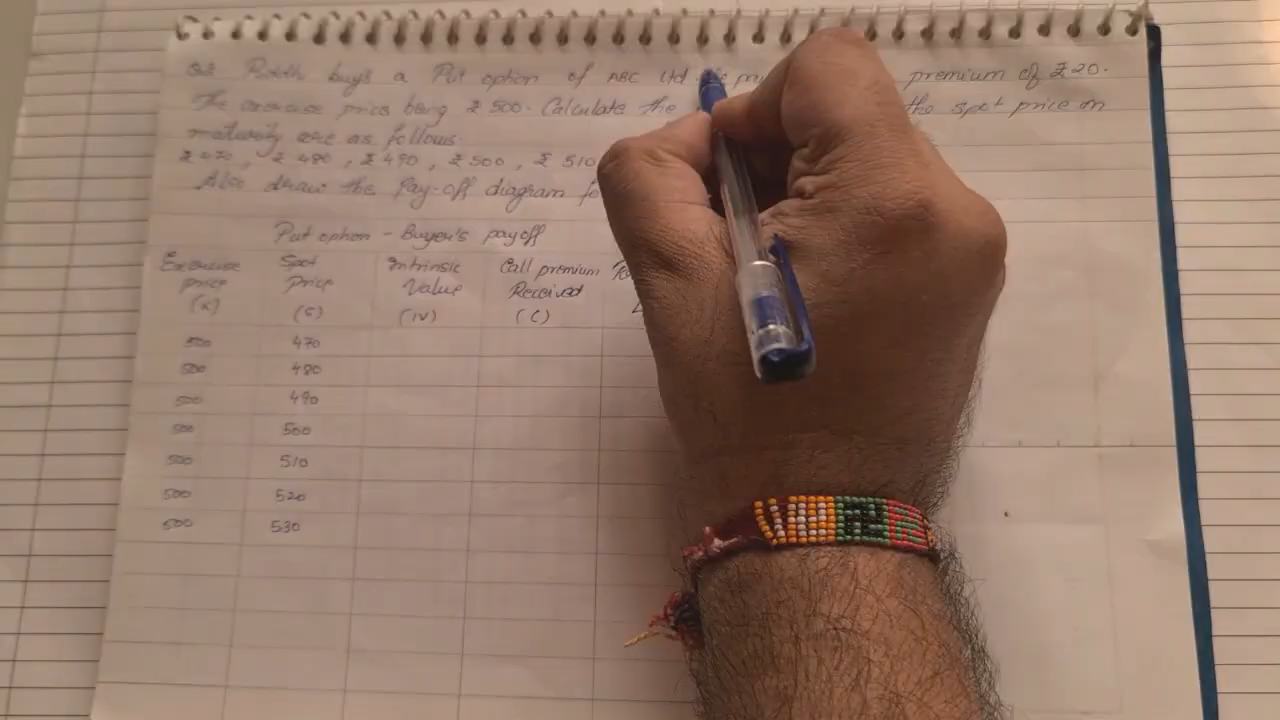 buys a Put option of ABC Ltd premium of ₹20.
The exercise price being ₹500. Calculate the the spot price on
maturity are as follows.
₹470, ₹480, ₹490, ₹500, ₹510
Also draw the Pay-off diagram
Put option - Buyer's payoff
Exercise price (X) Spot Price (S) Intrinsic Value (IV) Call premium Received (C)
500 470
500 480
500 490
500 500
500 510
500 520
500 530